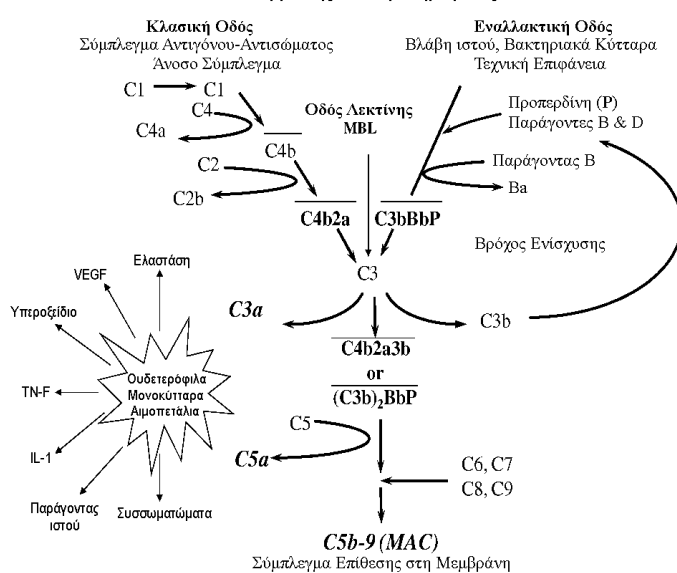 Κλασική Οδός
Σύμπλεγμα Αντιγόνου-Αντισώματος
Άνοσο Σύμπλεγμα
Εναλλακτική Οδός
Βλάβη ιστού, Βακτηριακά Κύτταρα
Τεχνική Επιφάνεια
C1
C1
C4
C4a
C4b
C2
C2b
C4b2a
Οδός Λεκτίνης
MBL
Προπερδίνη (P)
Παράγοντες B & D
Παράγοντας B
Ba
C3bBbP
Βρόχος Ενίσχυσης
C3
C3a
C3b
C4b2a3b
or
(C3b)2BbP
C5
C5a
C6, C7
C8, C9
C5b-9 (MAC)
Σύμπλεγμα Επίθεσης στη Μεμβράνη
Ελαστάση
VEGF
Υπεροξείδιο
TN-F
IL-1
Παράγοντας
ιστού
Συσσωματώματα
Ουδετερόφιλα
Μονοκύτταρα
Αιμοπετάλια